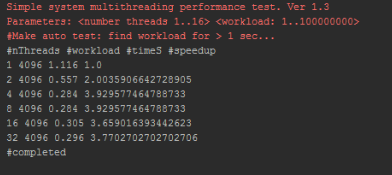 Simple system multithreading performance test. Ver 1.3
Parameters: <number threads 1..16> <workload: 1..100000000>
#Make auto test: find workload for > 1 sec...
#nThreads #workload #timeS #speedup
1 4096 1.116 1.0
2 4096 0.557 2.0035906642728905
4 4096 0.284 3.929577464788733
8 4096 0.284 3.929577464788733
16 4096 0.305 3.659016393442623
32 4096 0.296 3.7702702702702706
#completed